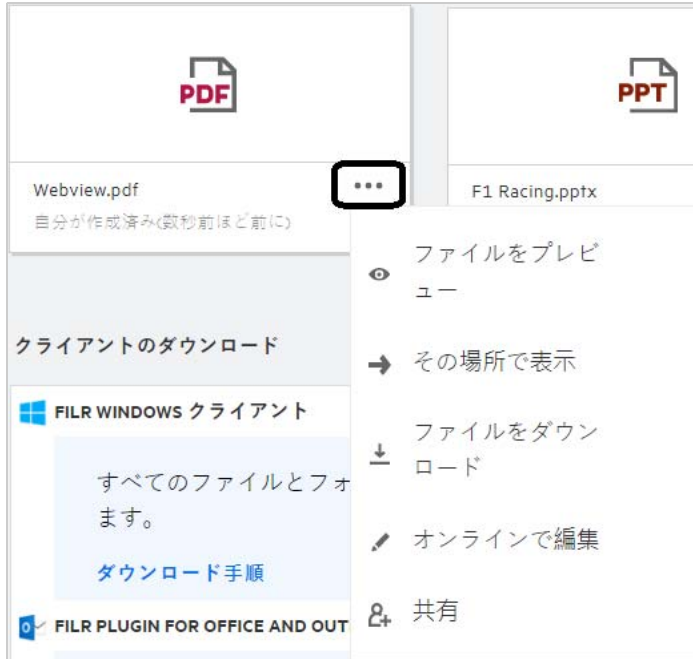 PDF
PPT
Webview.pdf
•••
F1 Racing.pptx
自分が作成済み(数秒前ほど前に)
ファイルをプレビ
ュー
クライアントのダウンロード
その場所で表示
FILR WINDOWS クライアント
ファイルをダウン
ロード
すべてのファイルとフォ
ます。
オンラインで編集
ダウンロード手順
共有
FILR PLUGIN FOR OFFICE AND OUT